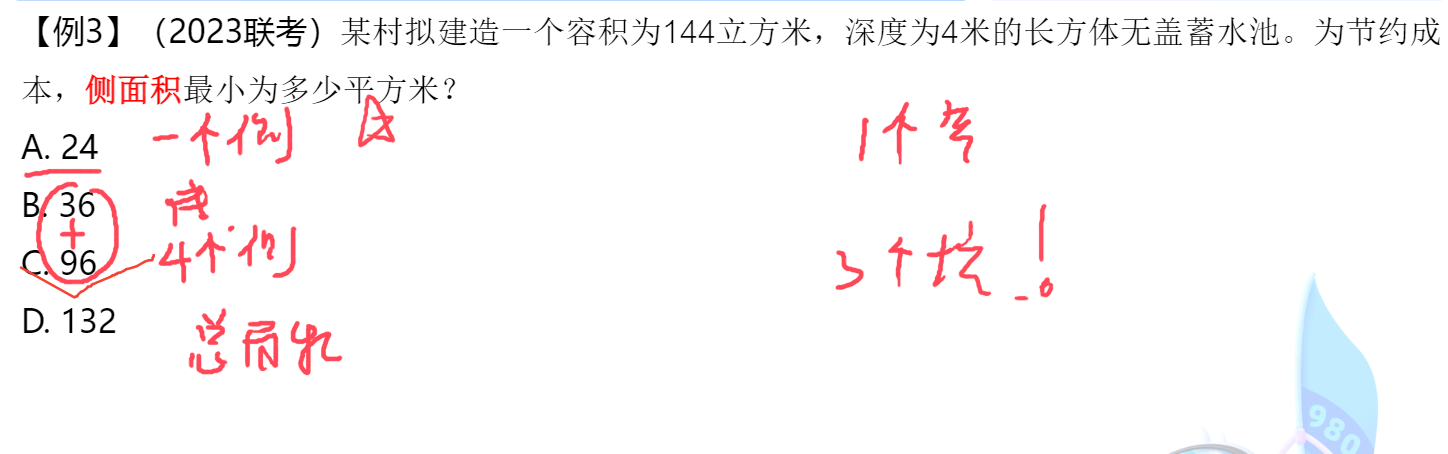 【例3】（2023联考）某村拟建造一个容积为144立方米，深度为4米的长方体无盖蓄水池。为节约成
本，侧面积最小为多少平方米？
A. 24 一个侧
1个
B. 36 底
+
C. 96 4个侧
3个坑！
D. 132
总面积
980